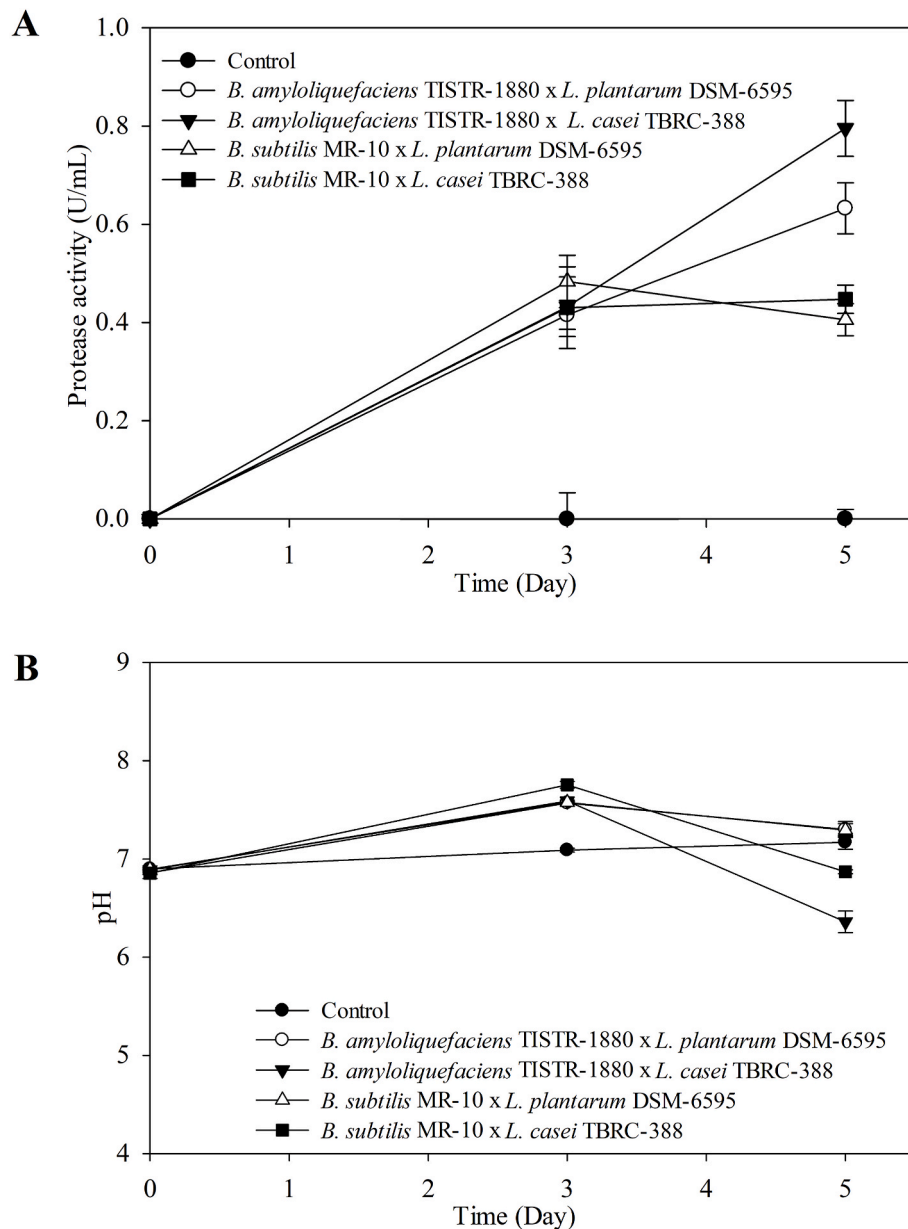 A
1.0
Control
B. amyloliquefaciens TISTR-1880 x L. plantarum DSM-6595
B. amyloliquefaciens TISTR-1880 x L. casei TBRC-388
B. subtilis MR-10 x L. plantarum DSM-6595
B. subtilis MR-10 x L. casei TBRC-388
0.8
0.6
0.4
0.2
0.0
Protease activity (U/mL)
0 1 2 3 4 5
Time (Day)
B
9
8
7
6
5
4
pH
Control
B. amyloliquefaciens TISTR-1880 x L. plantarum DSM-6595
B. amyloliquefaciens TISTR-1880 x L. casei TBRC-388
B. subtilis MR-10 x L. plantarum DSM-6595
B. subtilis MR-10 x L. casei TBRC-388
0 1 2 3 4 5
Time (Day)